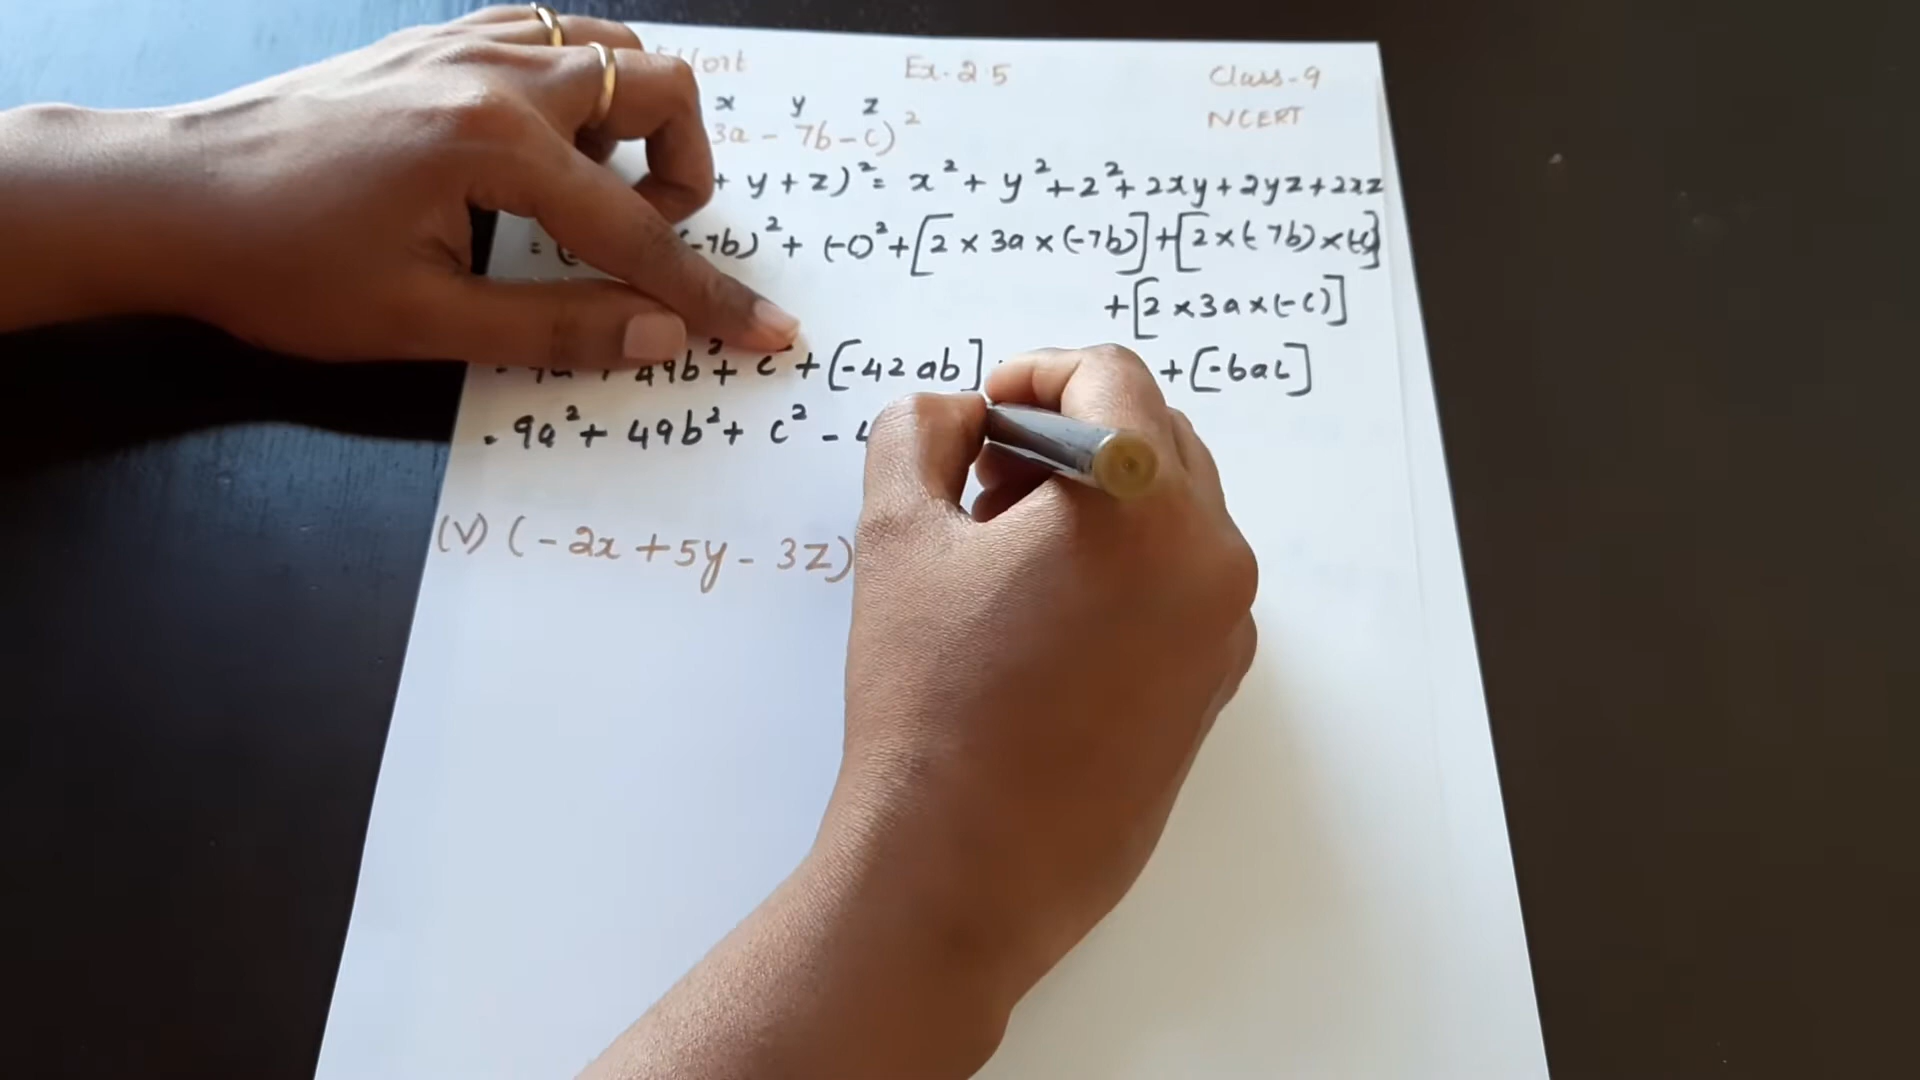 Ex. 2.5 Class-9
x y z NCERT
3a - 7b - c)²
+ y + z)² = x² + y² + z² + 2xy + 2yz + 2xz
= (-7b)² + (-c)² + [2 × 3a × (-7b)] + [2 × (-7b) × (-c)]
+ [2 × 3a × (-c)]
49b² + c² + [-42ab] + [-6ac]
= 9a² + 49b² + c² - 4
(V) (-2x + 5y - 3z)